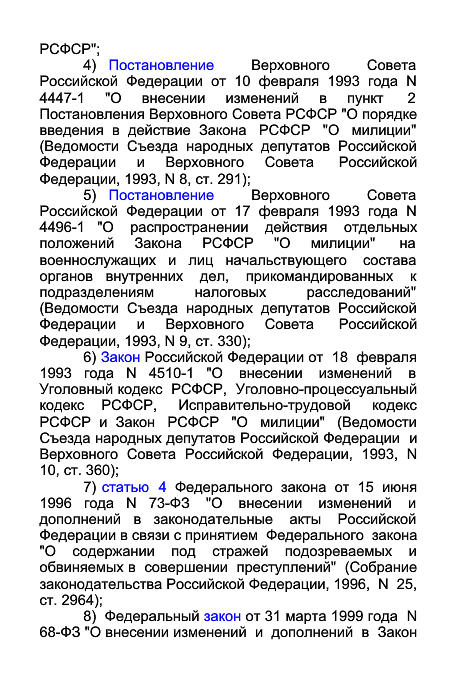 РСФСР";
4) Постановление Верховного Совета
Российской Федерации от 10 февраля 1993 года N
4447-1 "О внесении изменений в пункт 2
Постановления Верховного Совета РСФСР "О порядке
введения в действие Закона РСФСР "О милиции"
(Ведомости Съезда народных депутатов Российской
Федерации и Верховного Совета Российской
Федерации, 1993, N 8, ст. 291);
5) Постановление Верховного Совета
Российской Федерации от 17 февраля 1993 года N
4496-1 "О распространении действия отдельных
положений Закона РСФСР "О милиции" на
военнослужащих и лиц начальствующего состава
органов внутренних дел, прикомандированных к
подразделениям налоговых расследований"
(Ведомости Съезда народных депутатов Российской
Федерации и Верховного Совета Российской
Федерации, 1993, N 9, ст. 330);
6) Закон Российской Федерации от 18 февраля
1993 года N 4510-1 "О внесении изменений в
Уголовный кодекс РСФСР, Уголовно-процессуальный
кодекс РСФСР, Исправительно-трудовой кодекс
РСФСР и Закон РСФСР "О милиции" (Ведомости
Съезда народных депутатов Российской Федерации и
Верховного Совета Российской Федерации, 1993, N
10, ст. 360);
7) статью 4 Федерального закона от 15 июня
1996 года N 73-ФЗ "О внесении изменений и
дополнений в законодательные акты Российской
Федерации в связи с принятием Федерального закона
"О содержании под стражей подозреваемых и
обвиняемых в совершении преступлений" (Собрание
законодательства Российской Федерации, 1996, N 25,
ст. 2964);
8) Федеральный закон от 31 марта 1999 года N
68-ФЗ "О внесении изменений и дополнений в Закон